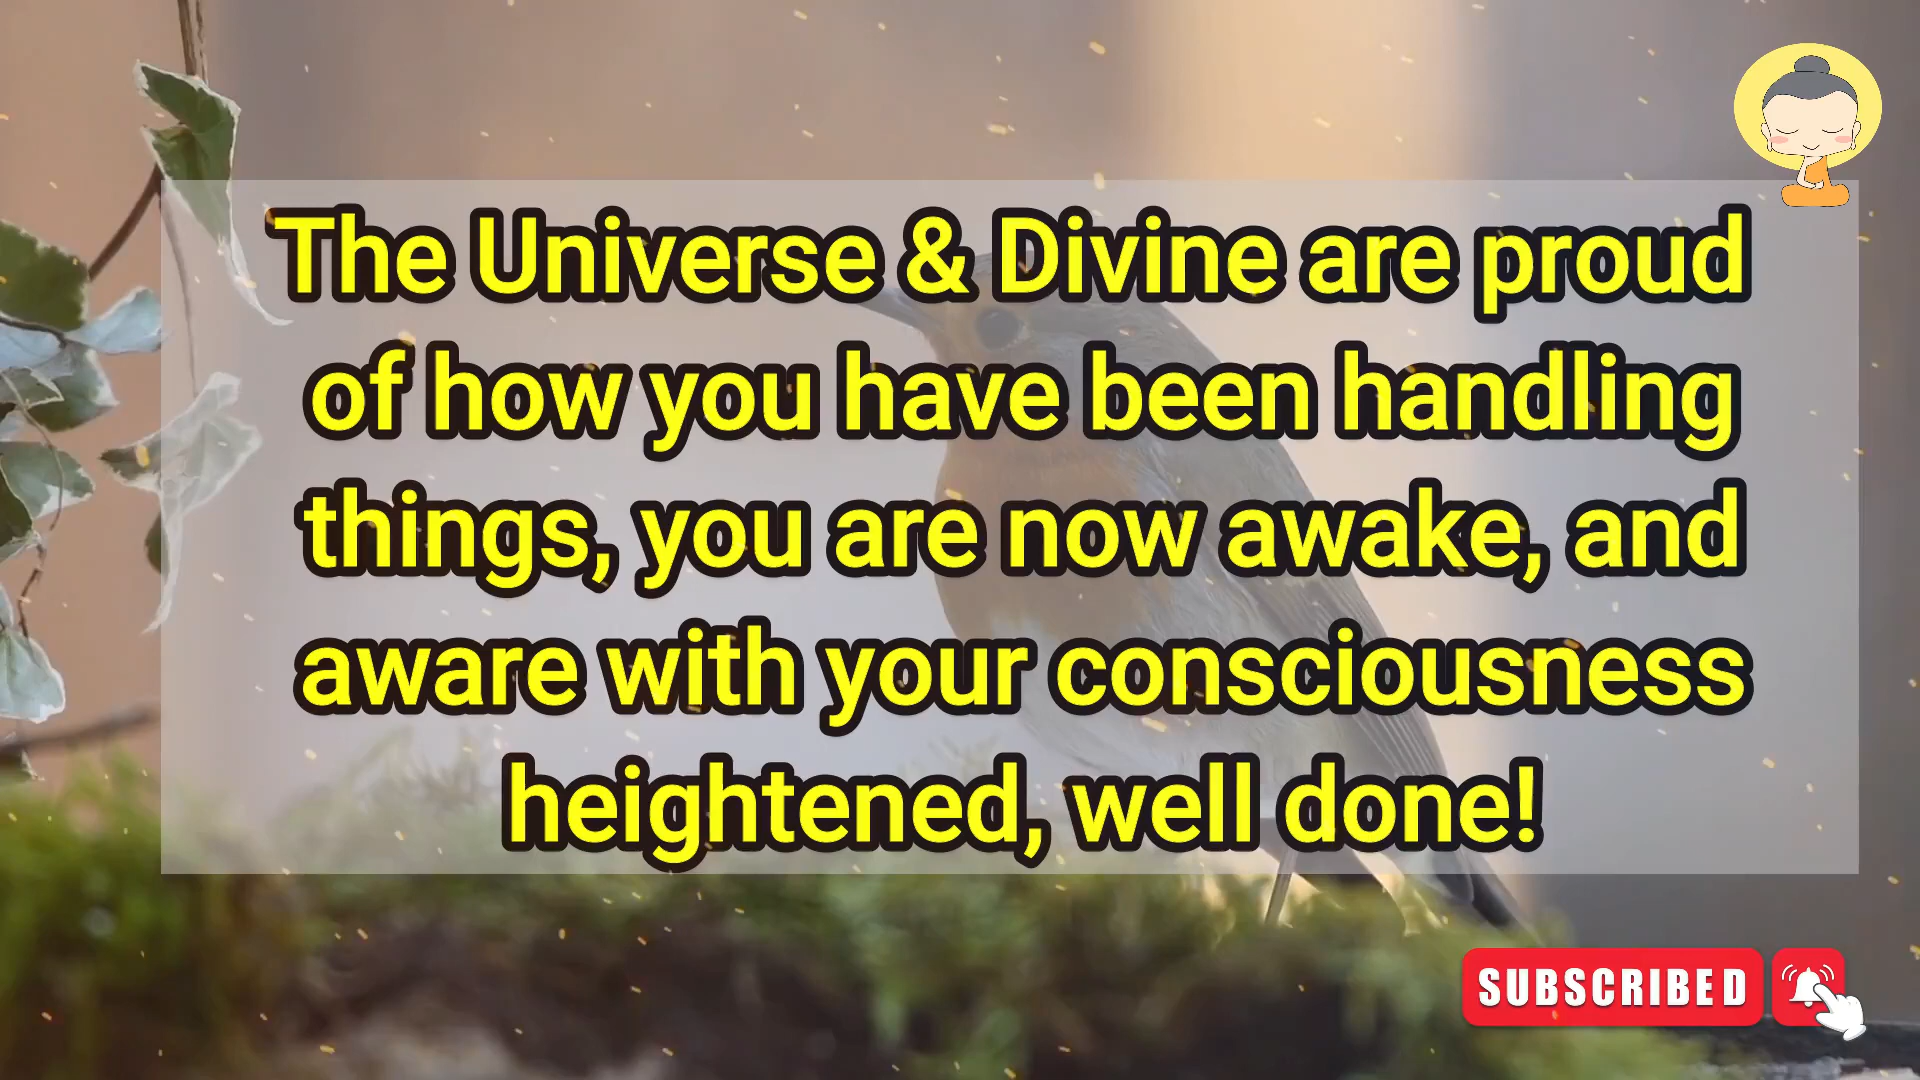 The Universe & Divine are proud
of how you have been handling
things, you are now awake, and
aware with your consciousness
heightened, well done!
SUBSCRIBED